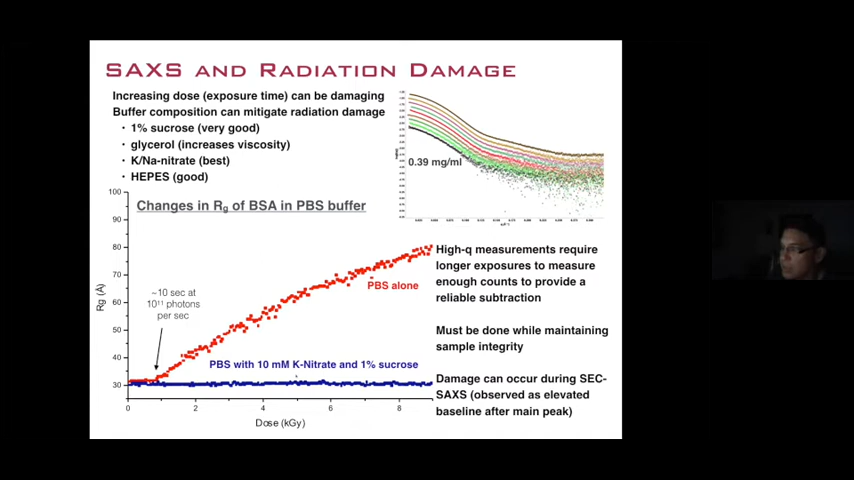 SAXS AND RADIATION DAMAGE
Increasing dose (exposure time) can be damaging
Buffer composition can mitigate radiation damage
• 1% sucrose (very good)
• glycerol (increases viscosity)
• K/Na-nitrate (best)
• HEPES (good)
0.39 mg/ml
Changes in Rg of BSA in PBS buffer
100
90
80
70
60
50
40
30
Rg (Å)
~10 sec at
10¹¹ photons
per sec
PBS alone
PBS with 10 mM K-Nitrate and 1% sucrose
0
2
4
6
8
Dose (kGy)
High-q measurements require
longer exposures to measure
enough counts to provide a
reliable subtraction
Must be done while maintaining
sample integrity
Damage can occur during SEC-
SAXS (observed as elevated
baseline after main peak)